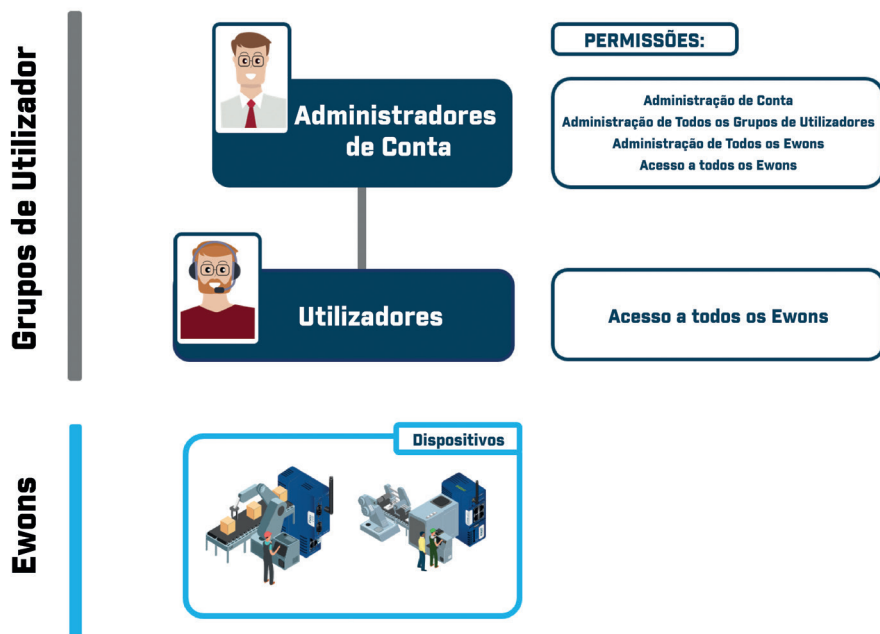 Grupos de Utilizador
Administradores
de Conta
PERMISSÕES:
Administração de Conta
Administração de Todos os Grupos de Utilizadores
Administração de Todos os Ewons
Acesso a todos os Ewons
Utilizadores
Acesso a todos os Ewons
Ewons
Dispositivos